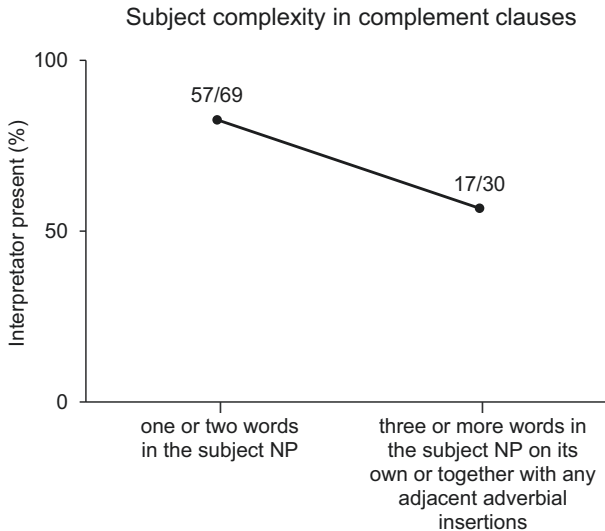 Subject complexity in complement clauses
100
57/69
17/30
50
0
Interpretator present (%)
one or two words
in the subject NP
three or more words in
the subject NP on its
own or together with any
adjacent adverbial
insertions